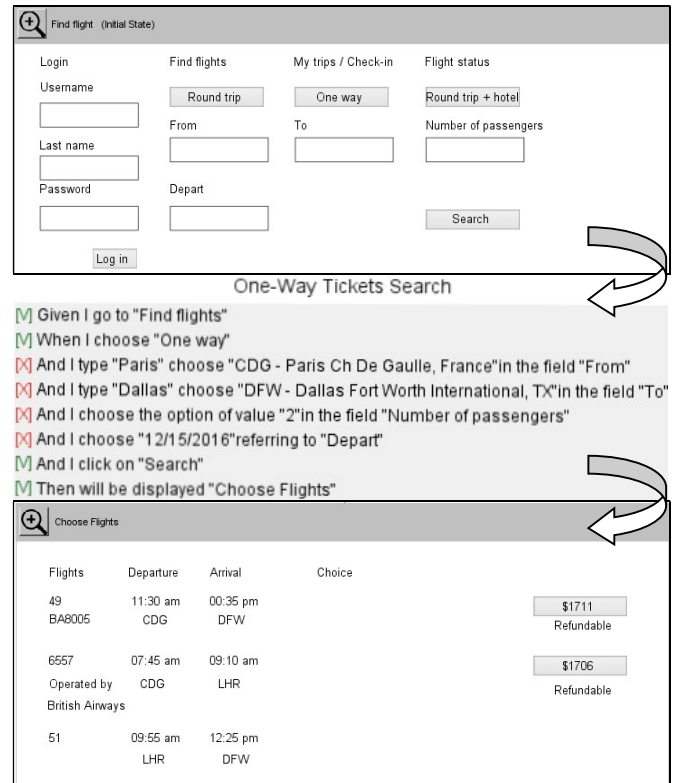 Find flight (Initial State)
Login Find flights My trips / Check-in Flight status
Username
Round trip One way Round trip + hotel
From To Number of passengers
Last name
Password Depart
Search
Log in
One-Way Tickets Search
[V] Given I go to "Find flights"
[V] When I choose "One way"
[X] And I type "Paris" choose "CDG - Paris Ch De Gaulle, France"in the field "From"
[X] And I type "Dallas" choose "DFW - Dallas Fort Worth International, TX"in the field "To"
[X] And I choose the option of value "2"in the field "Number of passengers"
[X] And I choose "12/15/2016"referring to "Depart"
[V] And I click on "Search"
[V] Then will be displayed "Choose Flights"
Choose Flights
Flights Departure Arrival Choice
49 11:30 am 00:35 pm $1711
BA8005 CDG DFW Refundable
6557 07:45 am 09:10 am $1706
Operated by CDG LHR Refundable
British Airways
51 09:55 am 12:25 pm
LHR DFW